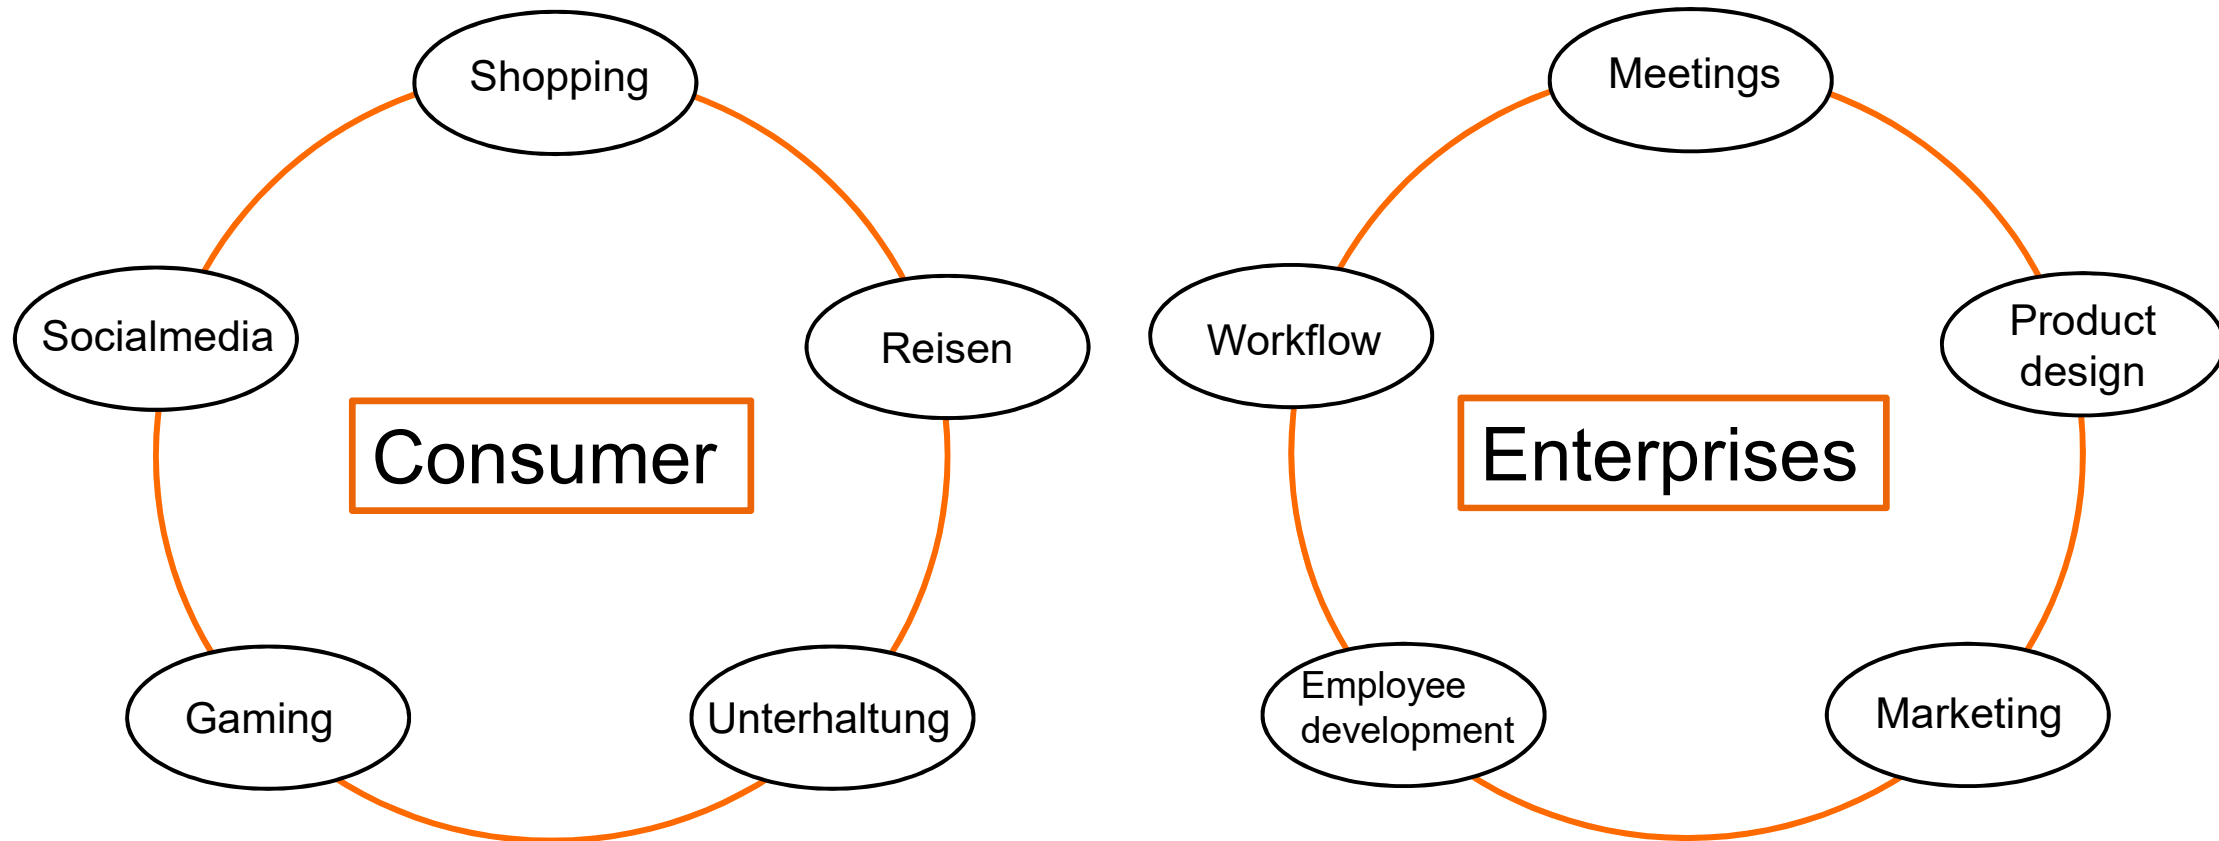 Shopping
Socialmedia
Reisen
Consumer
Gaming
Unterhaltung
Meetings
Workflow
Product
design
Enterprises
Employee
development
Marketing